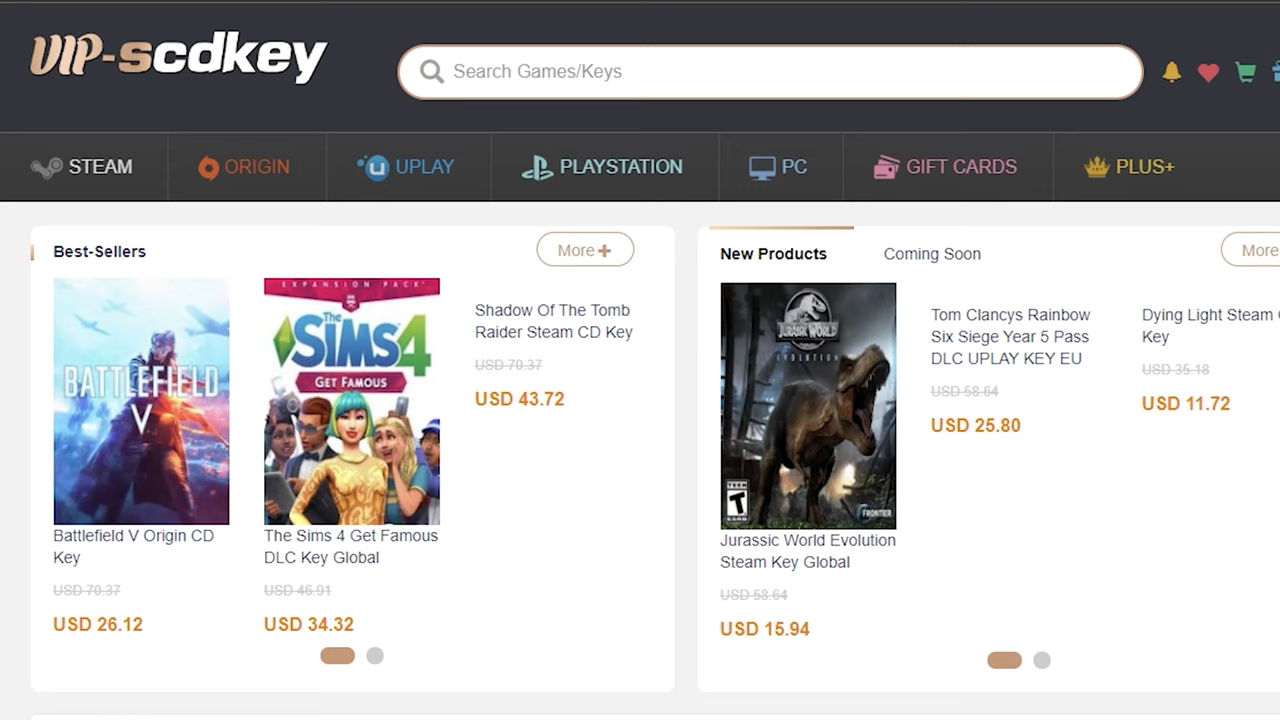 VIP-scdkey
Search Games/Keys
STEAM
ORIGIN
UPLAY
PLAYSTATION
PC
GIFT CARDS
PLUS+
Best-Sellers
More
BATTLEFIELD
V
Battlefield V Origin CD
Key
USD 70.37
USD 26.12
EXPANSION PACK
The
SIMS 4
GET FAMOUS
The Sims 4 Get Famous
DLC Key Global
USD 46.91
USD 34.32
Shadow Of The Tomb
Raider Steam CD Key
USD 70.37
USD 43.72
New Products
Coming Soon
More
JURASSIC WORLD
EVOLUTION
TEEN
T
ESRB
FRONTIER
Jurassic World Evolution
Steam Key Global
USD 58.64
USD 15.94
Tom Clancys Rainbow
Six Siege Year 5 Pass
DLC UPLAY KEY EU
USD 58.64
USD 25.80
Dying Light Steam
Key
USD 35.18
USD 11.72